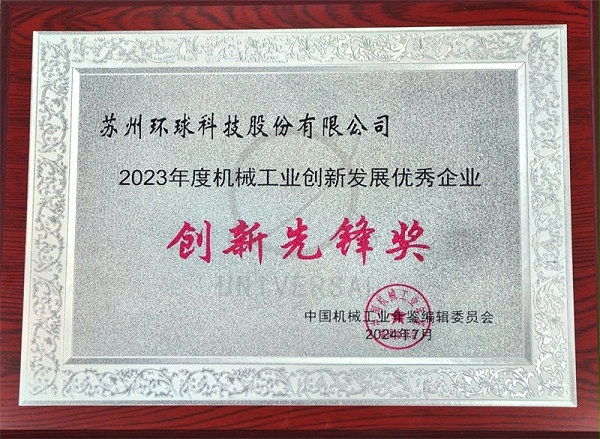 苏州环球科技股份有限公司
2023年度机械工业创新发展优秀企业
创新先锋奖
UNIVERSAL
中国机械工业年鉴编辑委员会
2024年7月